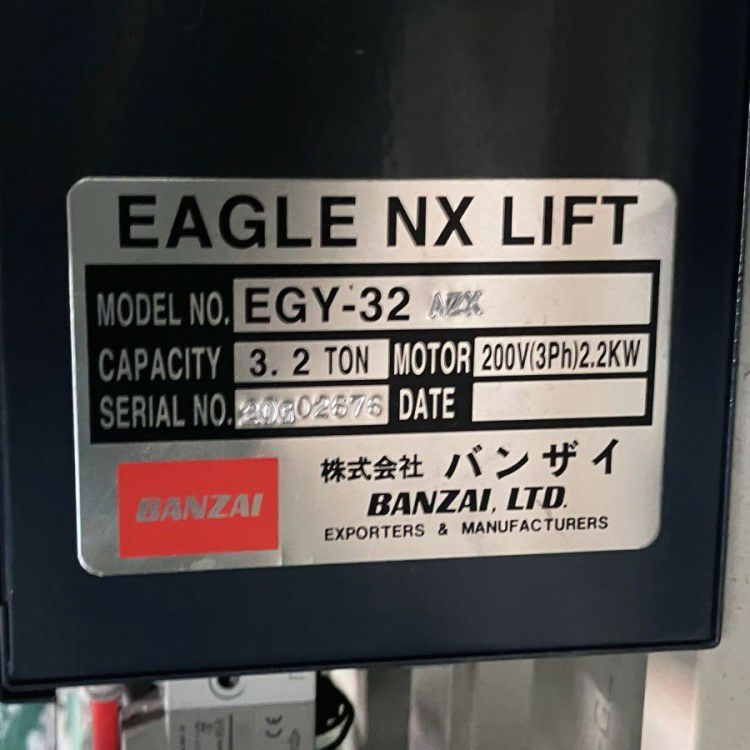 EAGLE NX LIFT
MODEL NO. EGY-32 AZX
CAPACITY 3.2 TON MOTOR 200V(3Ph)2.2KW
SERIAL NO. 20G02676 DATE
BANZAI
株式会社 バンザイ
BANZAI, LTD.
EXPORTERS & MANUFACTURERS